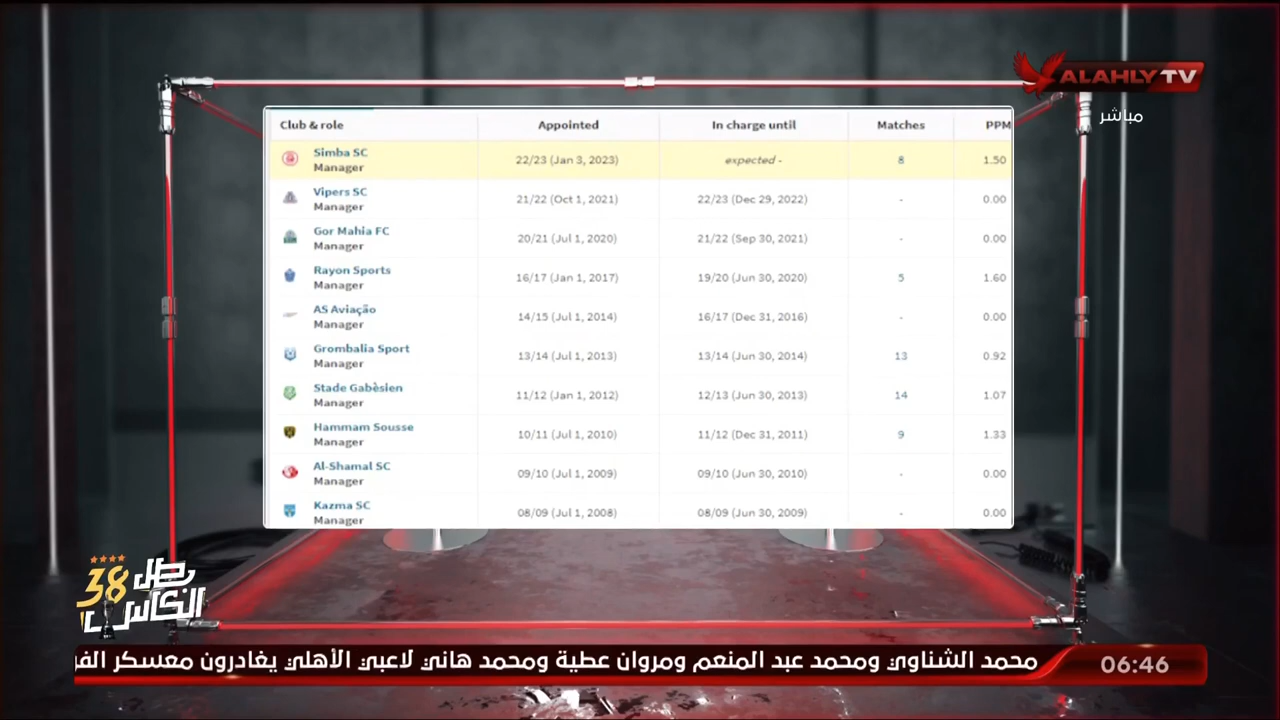 ALAHLY TV
مباشر
Club & role Appointed In charge until Matches PPM
Simba SC
Manager 22/23 (Jan 3, 2023) expected - 8 1.50
Vipers SC
Manager 21/22 (Oct 1, 2021) 22/23 (Dec 29, 2022) - 0.00
Gor Mahia FC
Manager 20/21 (Jul 1, 2020) 21/22 (Sep 30, 2021) - 0.00
Rayon Sports
Manager 16/17 (Jan 1, 2017) 19/20 (Jun 30, 2020) 5 1.60
AS Aviação
Manager 14/15 (Jul 1, 2014) 16/17 (Dec 31, 2016) - 0.00
Grombalia Sport
Manager 13/14 (Jul 1, 2013) 13/14 (Jun 30, 2014) 13 0.92
Stade Gabèsien
Manager 11/12 (Jan 1, 2012) 12/13 (Jun 30, 2013) 14 1.07
Hammam Sousse
Manager 10/11 (Jul 1, 2010) 11/12 (Dec 31, 2011) 9 1.33
Al-Shamal SC
Manager 09/10 (Jul 1, 2009) 09/10 (Jun 30, 2010) - 0.00
Kazma SC
Manager 08/09 (Jul 1, 2008) 08/09 (Jun 30, 2009) - 0.00
بطل 38
الكاس
محمد الشناوي ومحمد عبد المنعم ومروان عطية ومحمد هاني لاعبي الأهلي يغادرون معسكر الفر
06:46